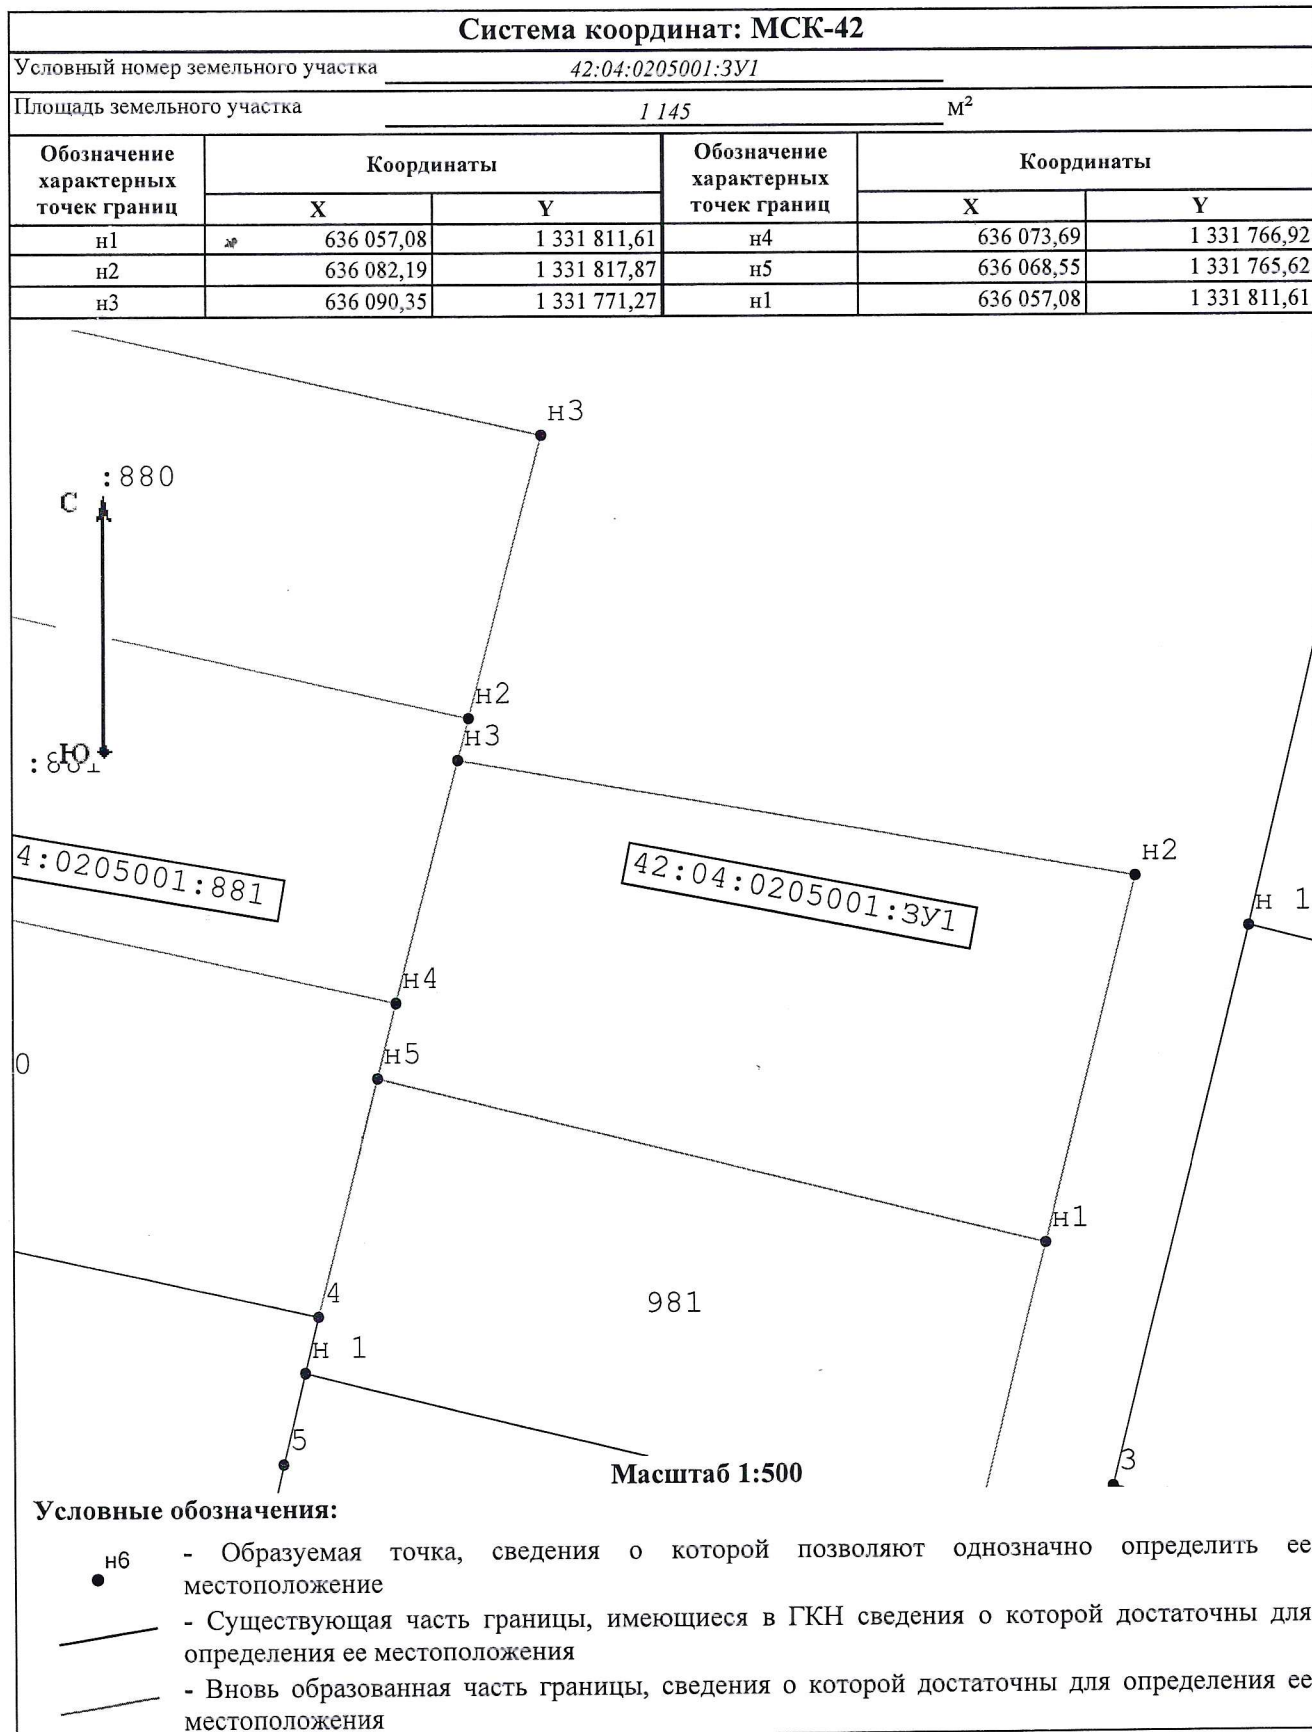 Система координат: МСК-42
Условный номер земельного участка 42:04:0205001:ЗУ1
Площадь земельного участка 1 145 м²
Обозначение характерных точек границ Координаты Обозначение характерных точек границ Координаты
X Y X Y
н1 636 057,08 1 331 811,61 н4 636 073,69 1 331 766,92
н2 636 082,19 1 331 817,87 н5 636 068,55 1 331 765,62
н3 636 090,35 1 331 771,27 н1 636 057,08 1 331 811,61
н3
:880
С
н2
н3
Ю
4:0205001:881
42:04:0205001:ЗУ1
н2
н 1
н4
н5
0
н1
981
4
н 1
5
3
Масштаб 1:500
Условные обозначения:
н6
- Образуемая точка, сведения о которой позволяют однозначно определить ее
местоположение
- Существующая часть границы, имеющиеся в ГКН сведения о которой достаточны для
определения ее местоположения
- Вновь образованная часть границы, сведения о которой достаточны для определения ее
местоположения